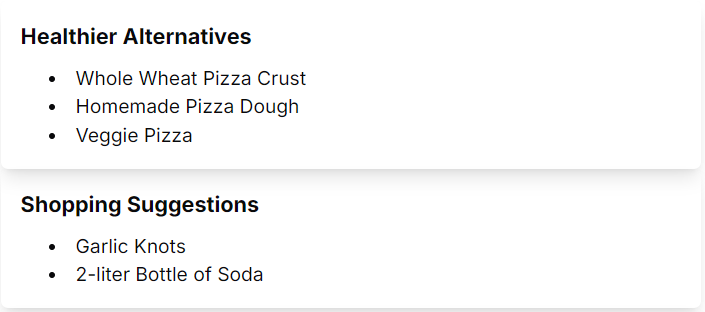 Healthier Alternatives
• Whole Wheat Pizza Crust
• Homemade Pizza Dough
• Veggie Pizza
Shopping Suggestions
• Garlic Knots
• 2-liter Bottle of Soda